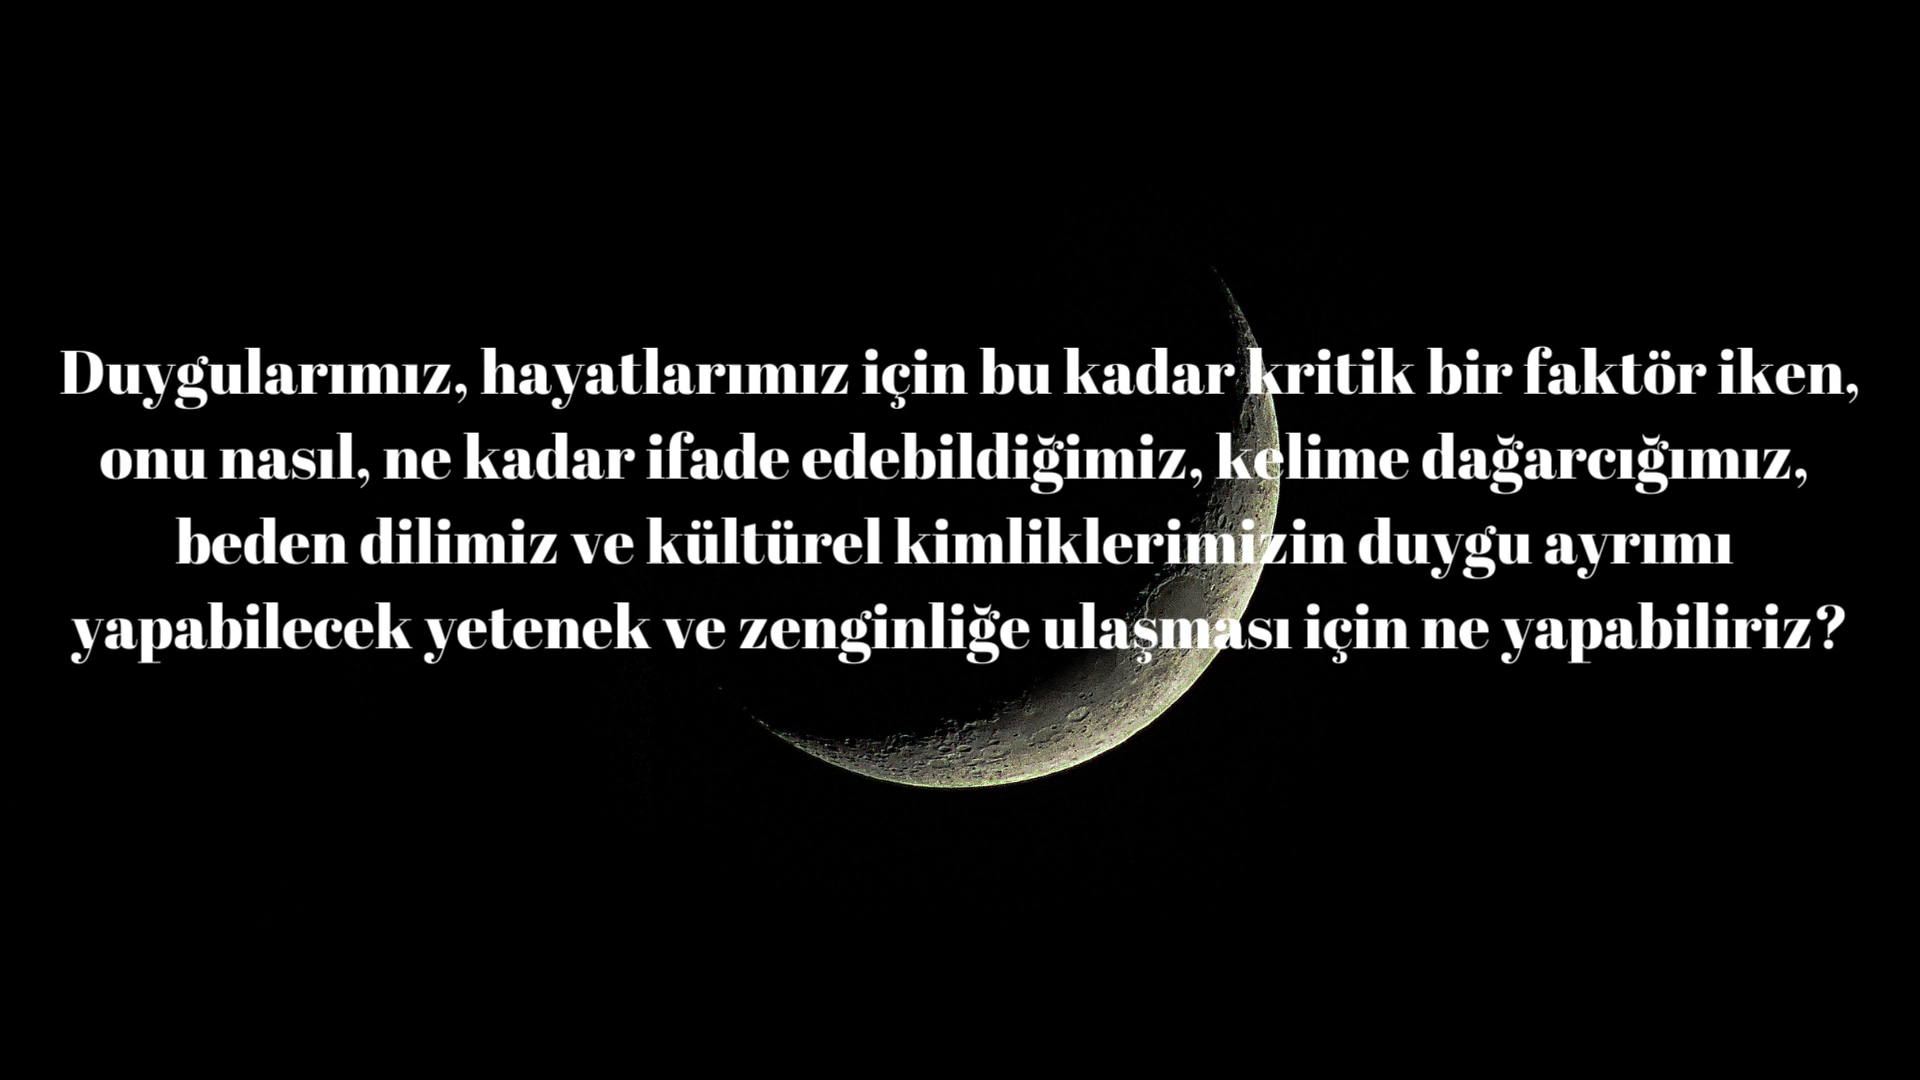 Duygularımız, hayatlarımız için bu kadar kritik bir faktör iken,
onu nasıl, ne kadar ifade edebildiğimiz, kelime dağarcığımız,
beden dilimiz ve kültürel kimliklerimizin duygu ayrımı
yapabilecek yetenek ve zenginliğe ulaşması için ne yapabiliriz?